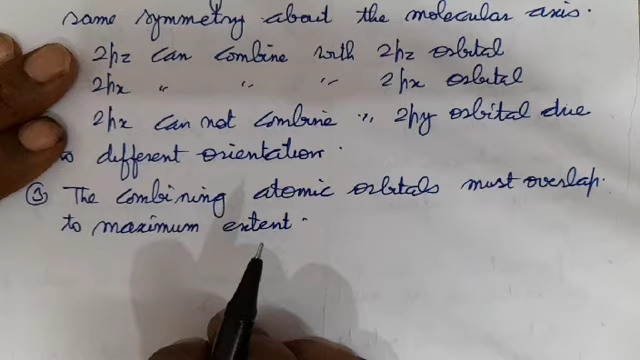 same symmetry about the molecular axis.
2pz can combine with 2pz orbital
2px " " " 2px orbital
2px can not combine " 2py orbital due
to different orientation.
③ The combining atomic orbitals must overlap.
to maximum extent.